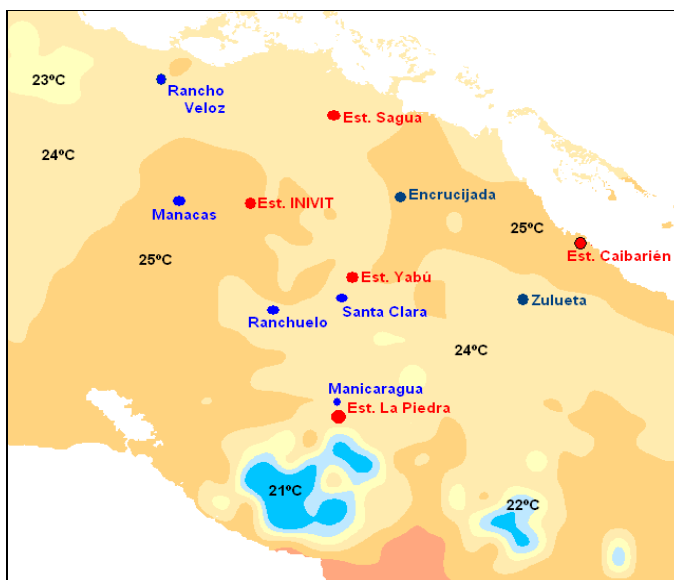 23ºC
Rancho
Veloz
Est. Sagua
24ºC
Encrucijada
Est. INIVIT
Manacas
25ºC
25ºC
Est. Caibarién
Est. Yabú
Santa Clara
Zulueta
Ranchuelo
24ºC
Manicaragua
Est. La Piedra
21ºC
22ºC